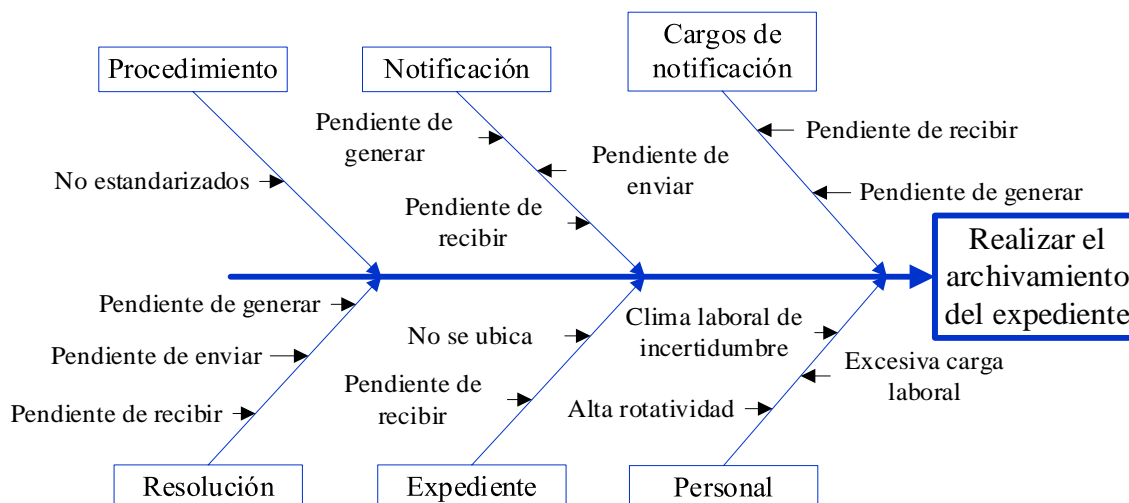 Procedimiento
Notificación
Cargos de
notificación
No estandarizados
Pendiente de
generar
Pendiente de
enviar
Pendiente de
recibir
Pendiente de recibir
Pendiente de generar
Realizar el
archivamiento
del expediente
Pendiente de generar
Pendiente de enviar
Pendiente de recibir
No se ubica
Pendiente de
recibir
Clima laboral de
incertidumbre
Excesiva carga
laboral
Alta rotatividad
Resolución
Expediente
Personal